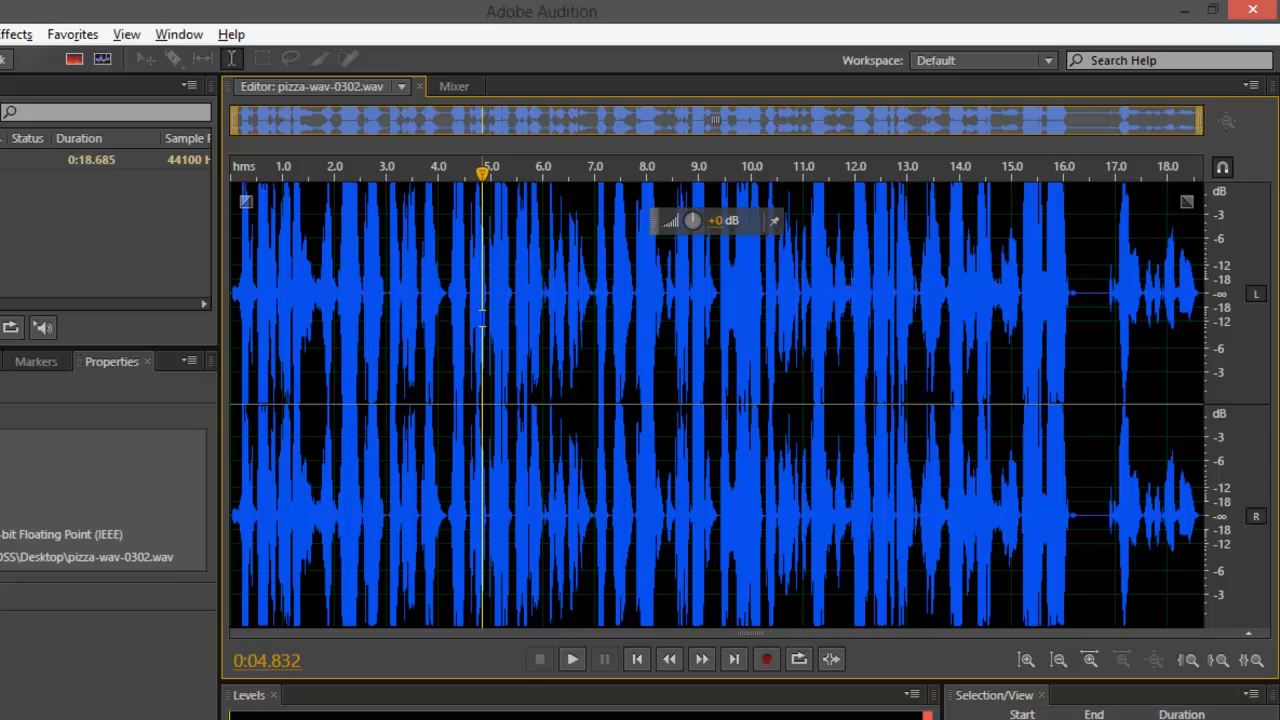 Adobe Audition
Effects Favorites View Window Help
Workspace: Default Search Help
Editor: pizza-wav-0302.wav Mixer
Status Duration Sample R
0:18.685 44100 H
hms 1.0 2.0 3.0 4.0 5.0 6.0 7.0 8.0 9.0 10.0 11.0 12.0 13.0 14.0 15.0 16.0 17.0 18.0
dB
-3
+0 dB
-6
-12
-18
-∞ L
-18
-12
-6
-3
Markers Properties
dB
-3
-6
-12
-18
-∞ R
-18
-12
-6
-3
-bit Floating Point (IEEE)
OSS\Desktop\pizza-wav-0302.wav
0:04.832
Levels Selection/View
Start End Duration